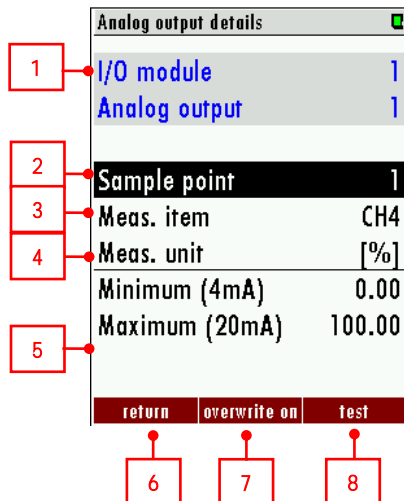 Analog output details
1 I/O module 1
Analog output 1
2 Sample point 1
3 Meas. item CH4
4 Meas. unit [%]
Minimum (4mA) 0.00
Maximum (20mA) 100.00
5
return overwrite on test
6 7 8